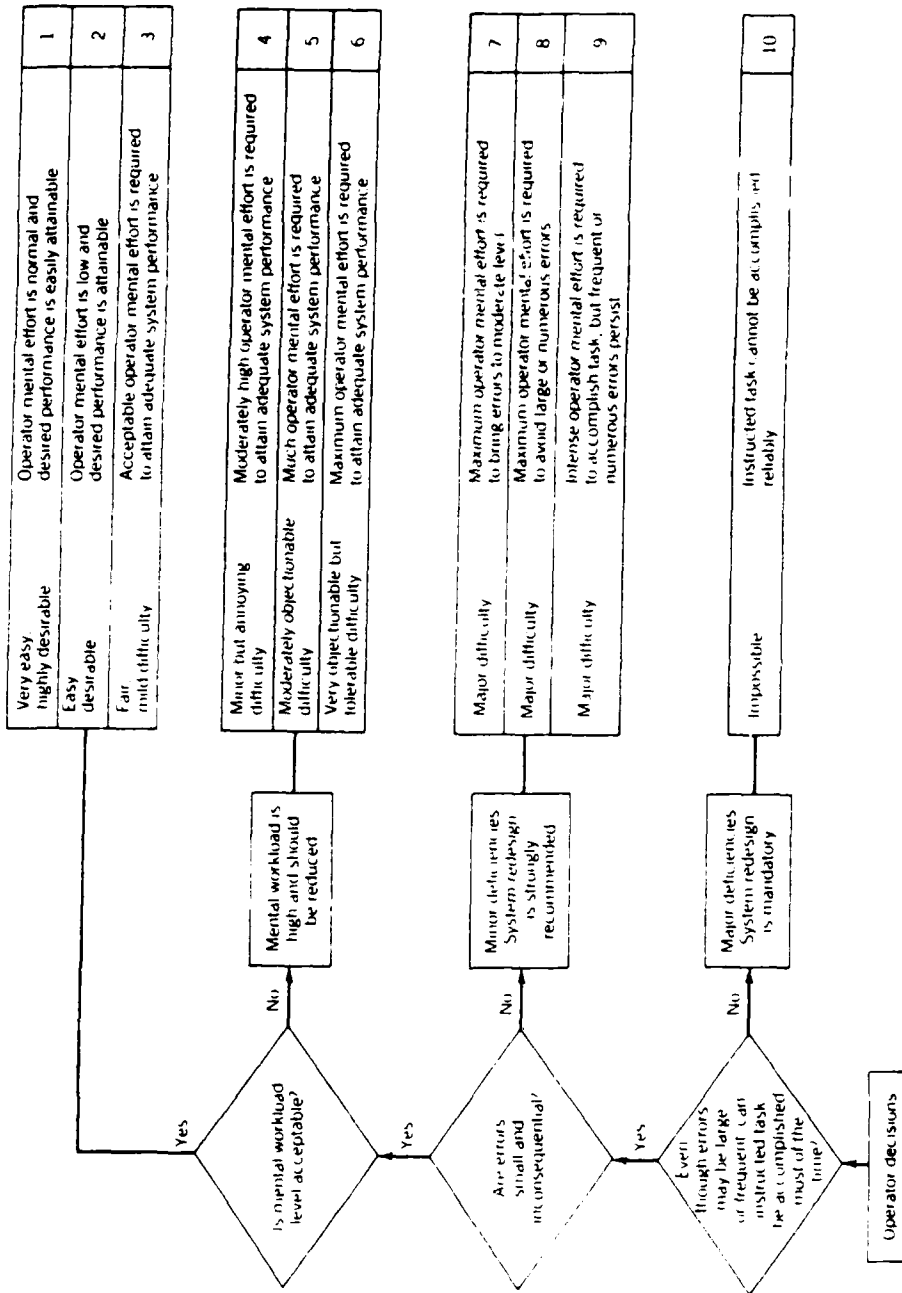 Very easy,
highly desirable
Operator mental effort is normal and
desired performance is easily attainable
1
Easy
desirable
Operator mental effort is low and
desired performance is attainable
2
Fair,
mild difficulty
Acceptable operator mental effort is required
to attain adequate system performance
3
Yes
Is mental workload
level acceptable?
No
Mental workload is
high and should
be reduced
Minor but annoying
difficulty
Moderately high operator mental effort is required
to attain adequate system performance
4
Moderately objectionable
difficulty
Much operator mental effort is required
to attain adequate system performance
5
Very objectionable but
tolerable difficulty
Maximum operator mental effort is required
to attain adequate system performance
6
Yes
Are errors
small and
inconsequential?
No
Minor deficiencies
System redesign
is strongly
recommended
Major difficulty
Maximum operator mental effort is required
to bring errors to moderate level
7
Major difficulty
Maximum operator mental effort is required
to avoid large or numerous errors
8
Major difficulty
Intense operator mental effort is required
to accomplish task, but frequent or
numerous errors persist
9
Yes
Even
though errors
may be large
or frequent can
instructed task
be accomplished
most of the
time?
No
Major deficiencies
System redesign
is mandatory
Impossible
Instructed task cannot be accomplished
reliably
10
Operator decisions